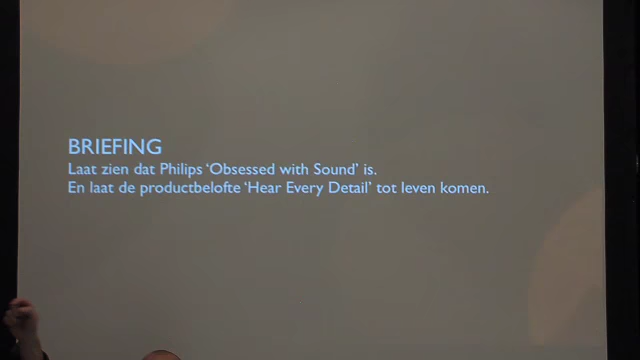 BRIEFING
Laat zien dat Philips ‘Obsessed with Sound’ is.
En laat de productbelofte ‘Hear Every Detail’ tot leven komen.